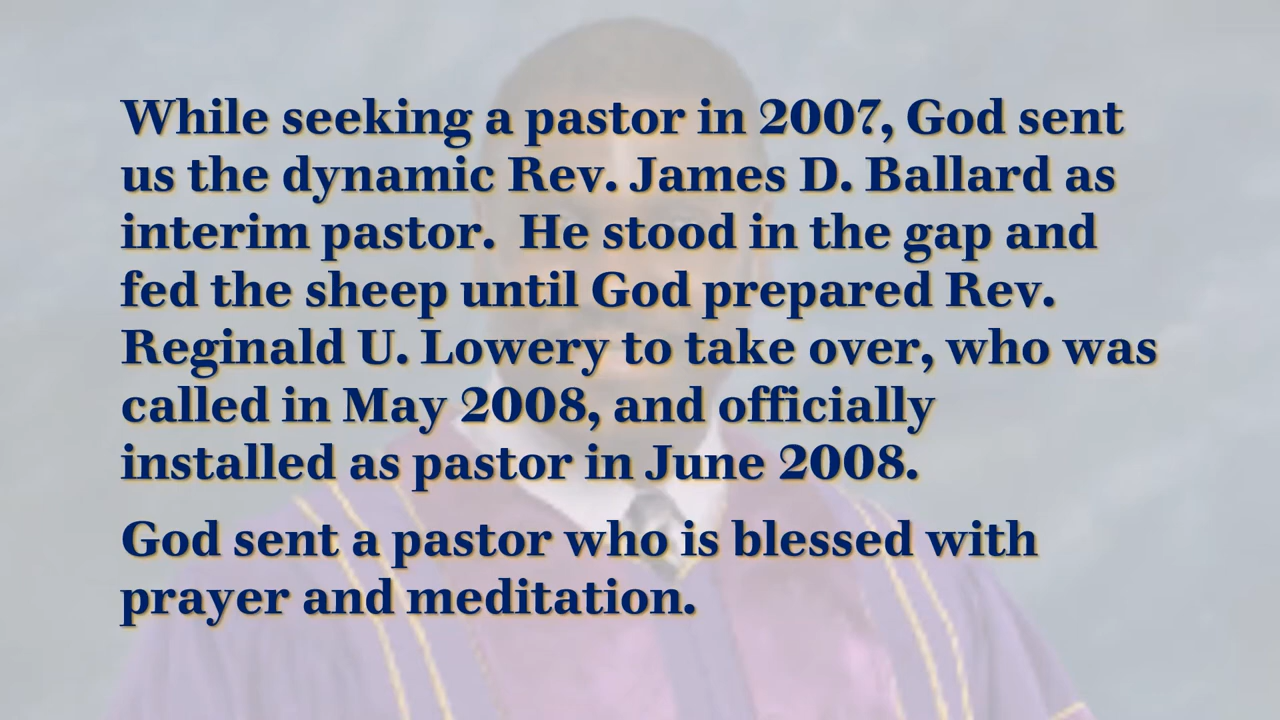 While seeking a pastor in 2007, God sent
us the dynamic Rev. James D. Ballard as
interim pastor.  He stood in the gap and
fed the sheep until God prepared Rev.
Reginald U. Lowery to take over, who was
called in May 2008, and officially
installed as pastor in June 2008.
God sent a pastor who is blessed with
prayer and meditation.